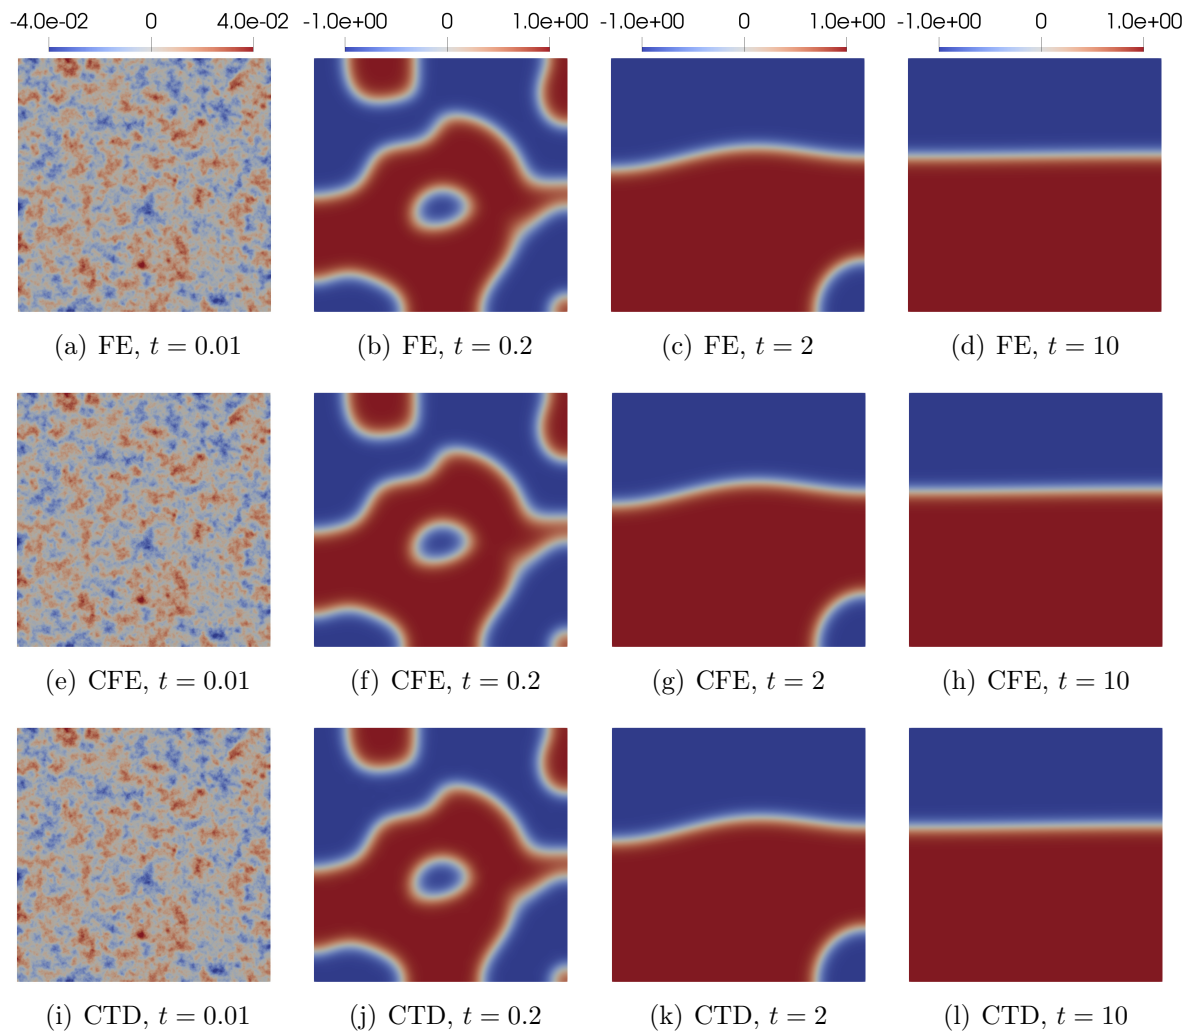 -4.0e-02 0 4.0e-02 -1.0e+00 0 1.0e+00 -1.0e+00 0 1.0e+00 -1.0e+00 0 1.0e+00
(a) FE, t = 0.01 (b) FE, t = 0.2 (c) FE, t = 2 (d) FE, t = 10
(e) CFE, t = 0.01 (f) CFE, t = 0.2 (g) CFE, t = 2 (h) CFE, t = 10
(i) CTD, t = 0.01 (j) CTD, t = 0.2 (k) CTD, t = 2 (l) CTD, t = 10